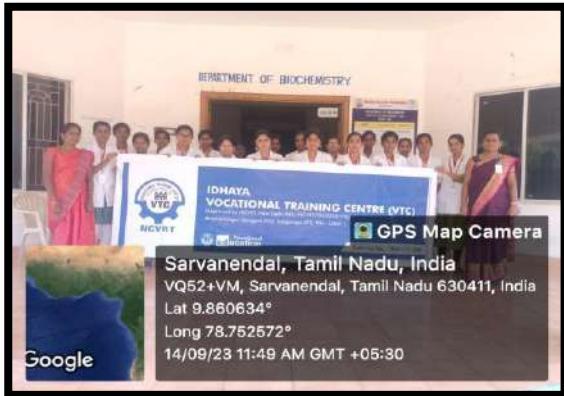 DEPARTMENT OF BIOCHEMISTRY
IDHAYA
VOCATIONAL TRAINING CENTRE (VTC)
VTC
NCVRT
GPS Map Camera
Sarvanendal, Tamil Nadu, India
VQ52+VM, Sarvanendal, Tamil Nadu 630411, India
Lat 9.860634°
Long 78.752572°
14/09/23 11:49 AM GMT +05:30
Google